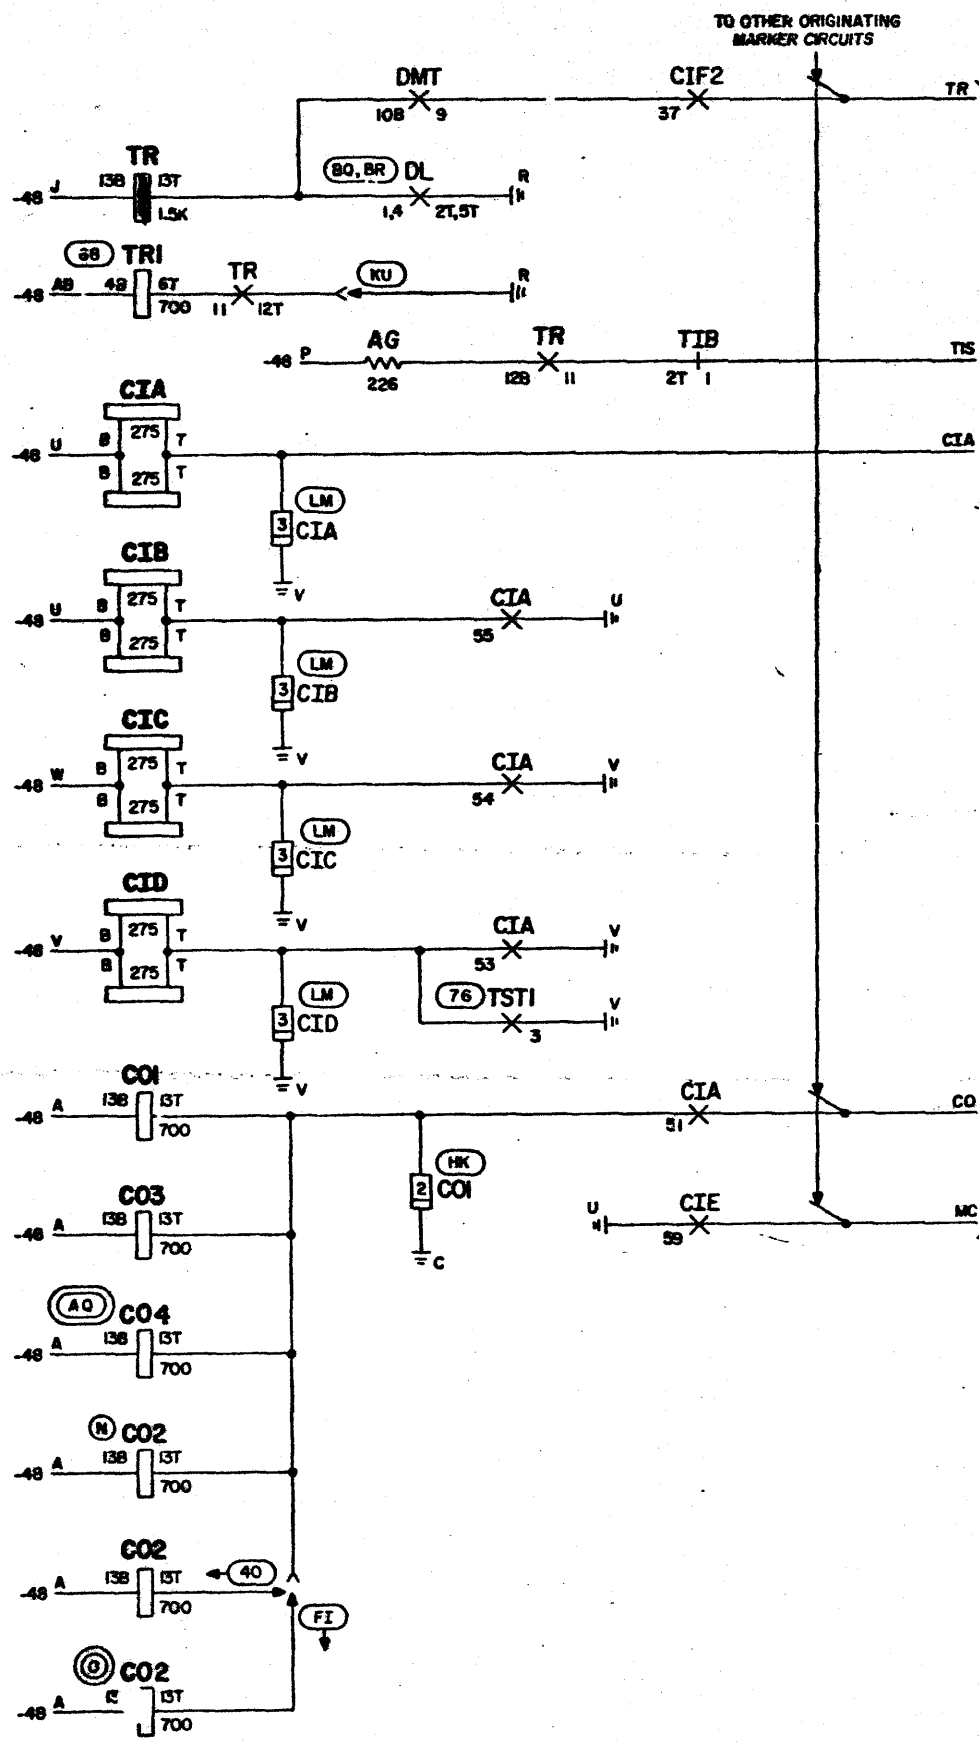 TO OTHER ORIGINATING
MARKER CIRCUITS
DMT
CIF2
TR
10B 9
37
TR
BQ, BR DL
R
-48 J 13B 13T
1.5K
1,4 2T,5T
68 TR1
TR
KU
R
-48 AB 4B 6T
700
11 12T
AG
TR
TIB
TIS
-48 P
226
12B 11
2T 1
CIA
275
CIA
-48 U B T
B 275 T
LM
3 CIA
V
CIB
275
CIA
U
-48 U B T
B 275 T
55
LM
3 CIB
V
CIC
275
CIA
V
-48 W B T
B 275 T
54
LM
3 CIC
V
CID
275
CIA
V
-48 V B T
B 275 T
53
LM
76 TST1
V
3 CID
3
V
CO1
CIA
CO
-48 A 13B 13T
700
51
HK
2 CO1
C
CO3
-48 A 13B 13T
700
U
CIE
MC
59
AQ CO4
-48 A 13B 13T
700
N CO2
-48 A 13B 13T
700
CO2
-48 A 13B 13T
40
700
FI
O CO2
-48 A 13T
700